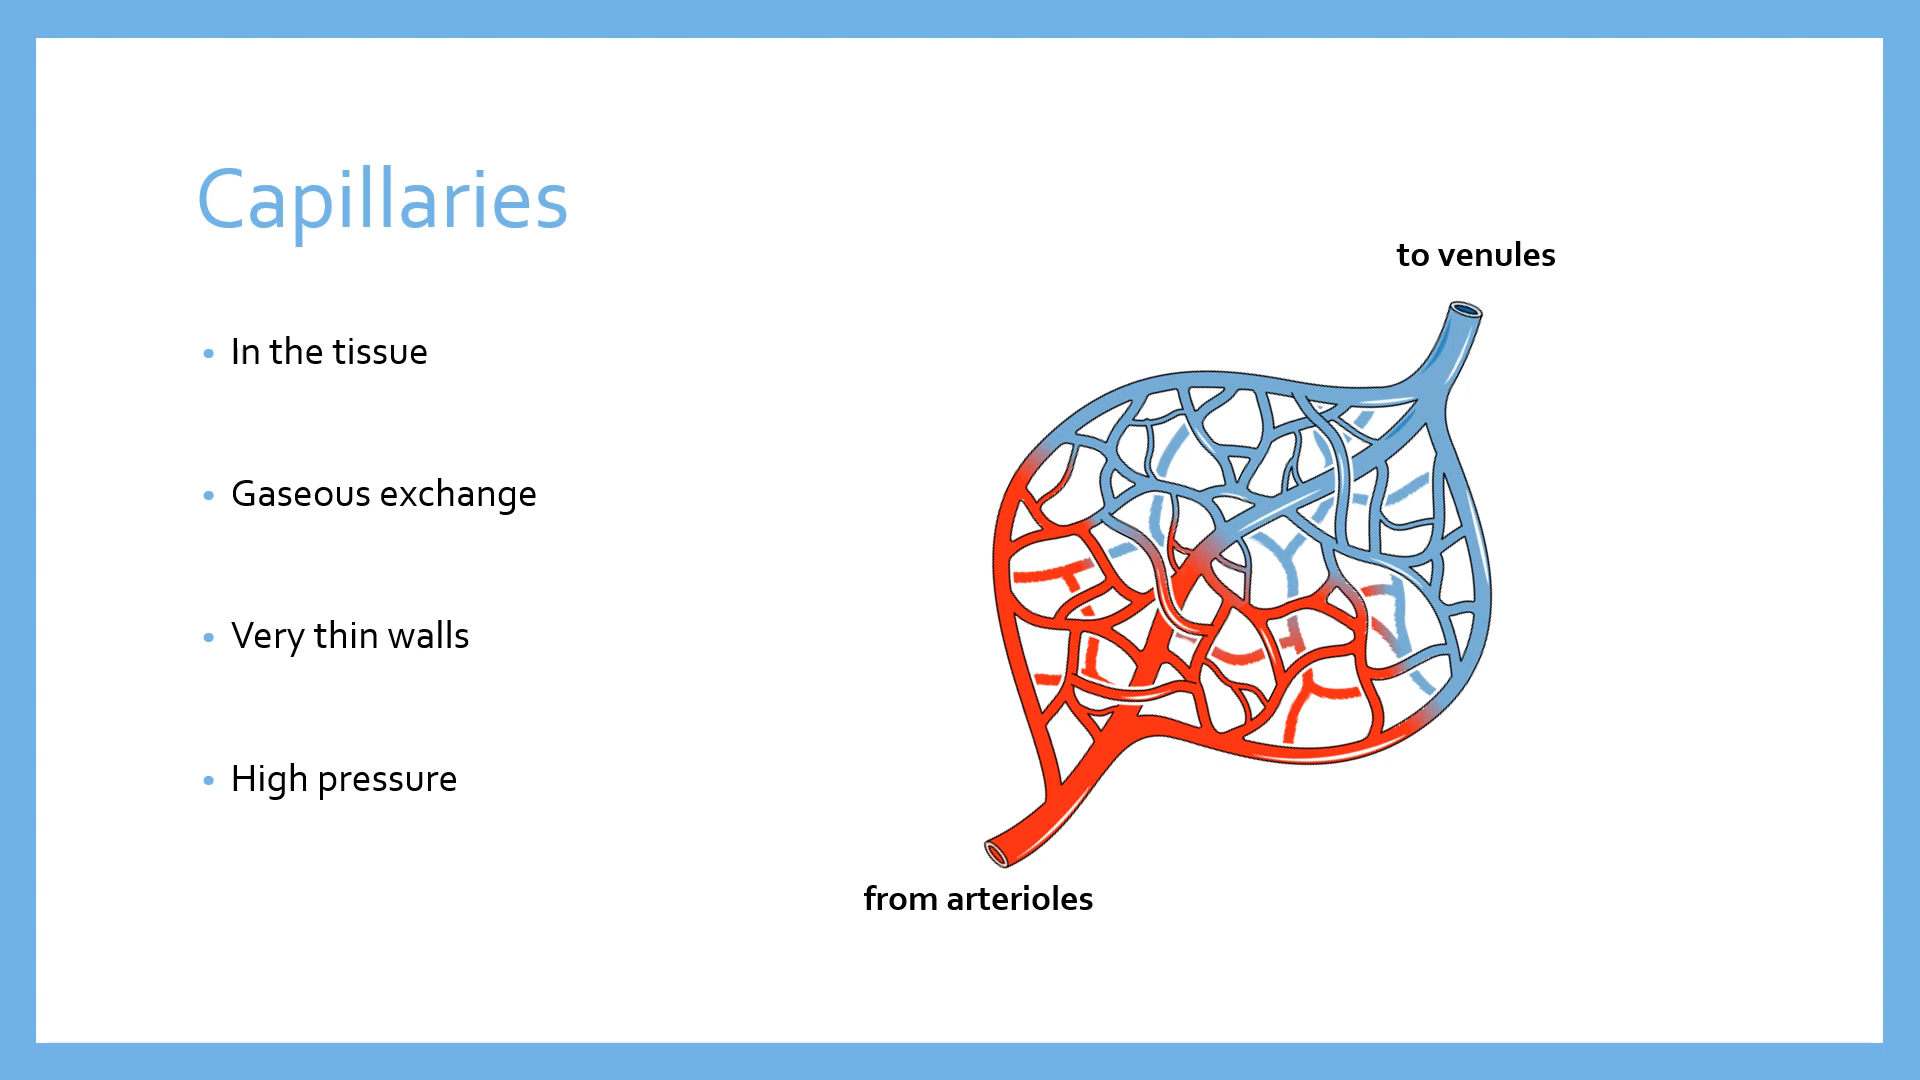 Capillaries
to venules
• In the tissue
• Gaseous exchange
• Very thin walls
• High pressure
from arterioles